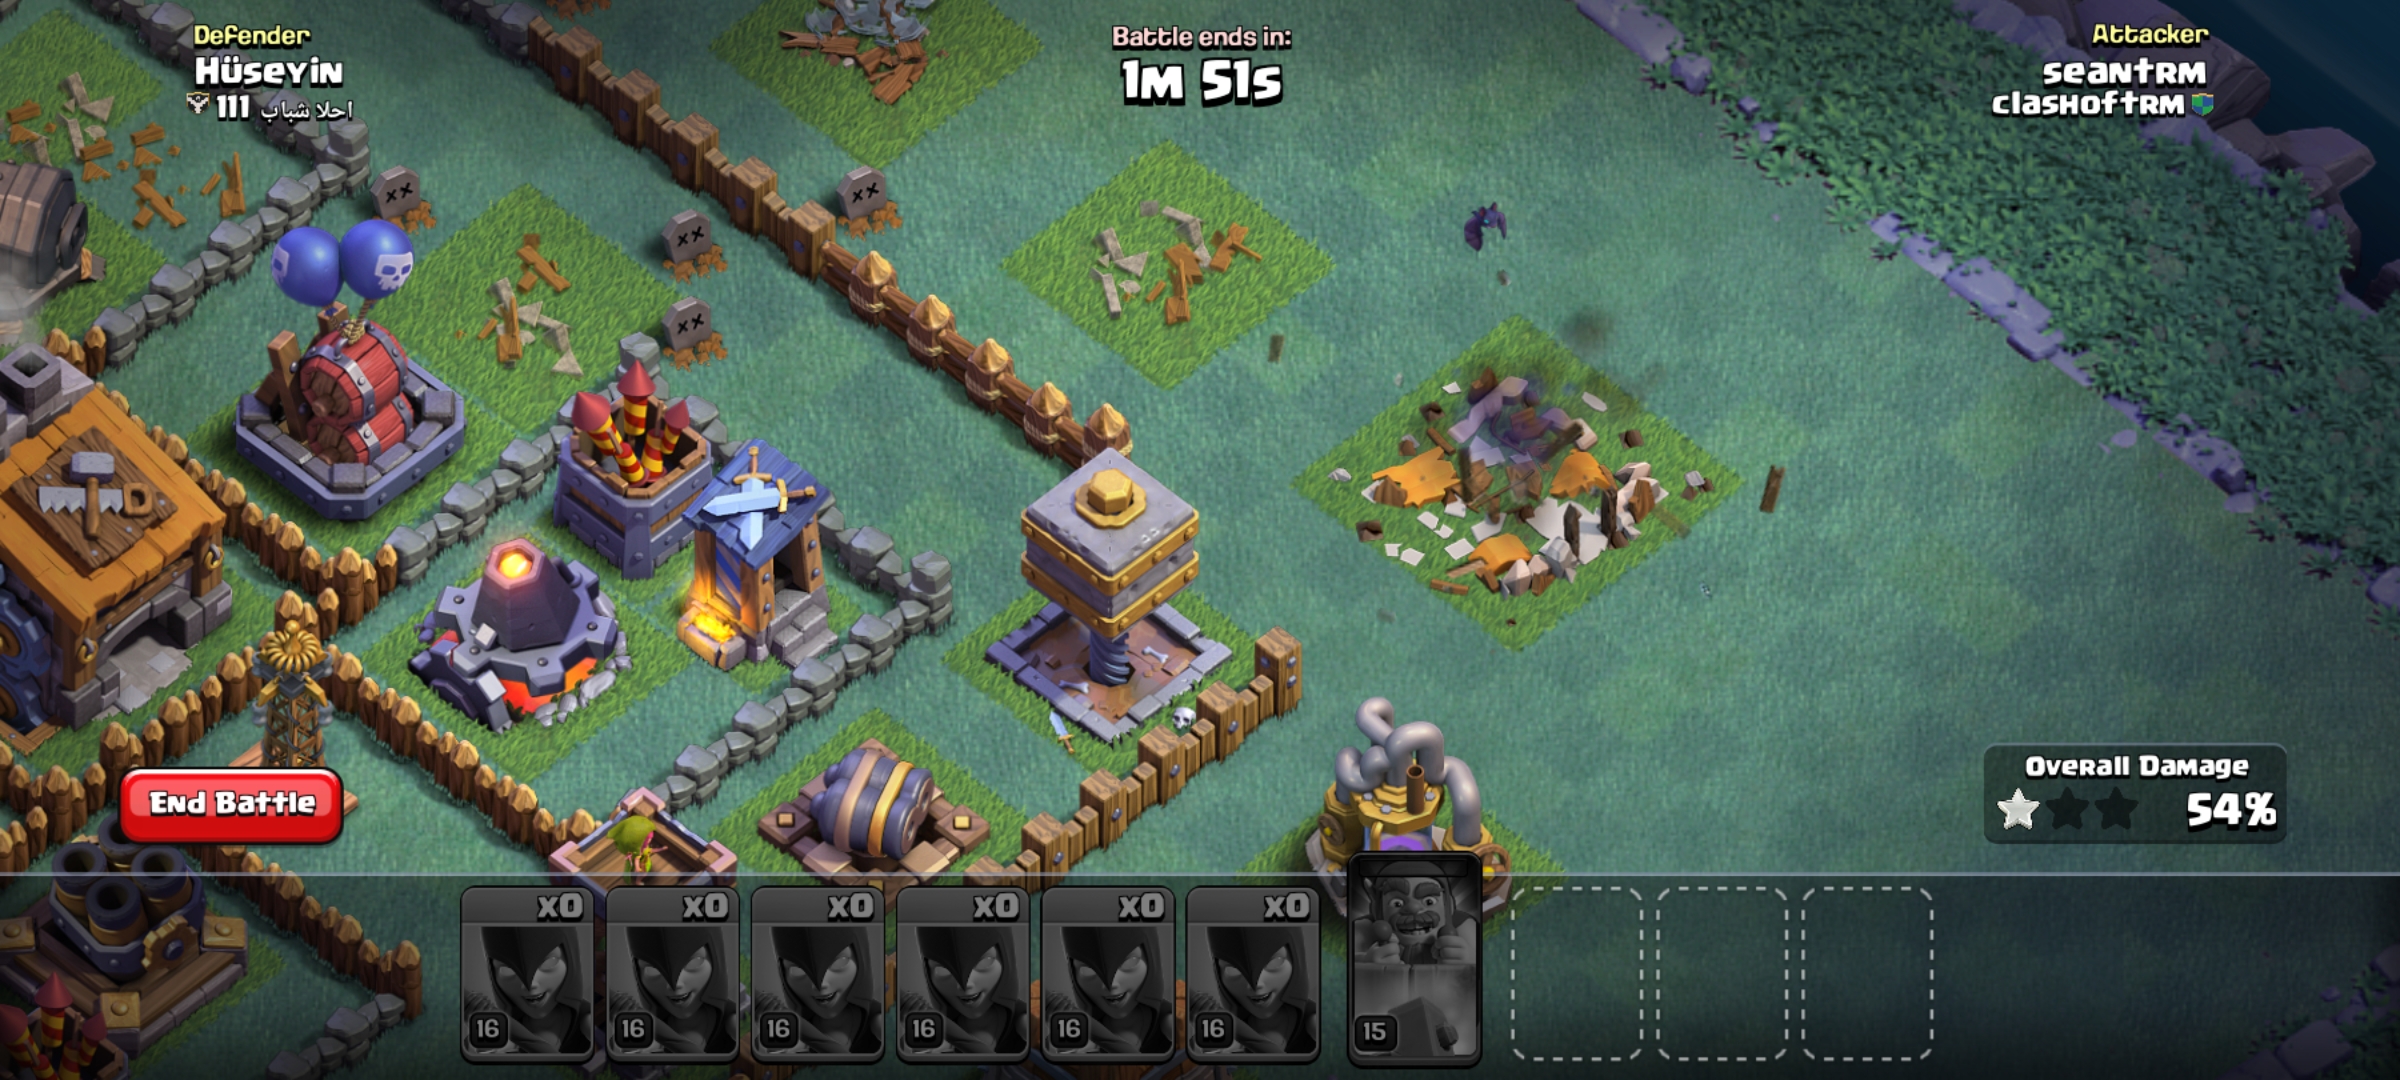 Defender
Hüseyin
111 احلا شباب
Battle ends in:
1M 51s
Attacker
seantRM
clashoftRM
End Battle
Overall Damage
54%
x0 x0 x0 x0 x0 x0
16 16 16 16 16 16 15